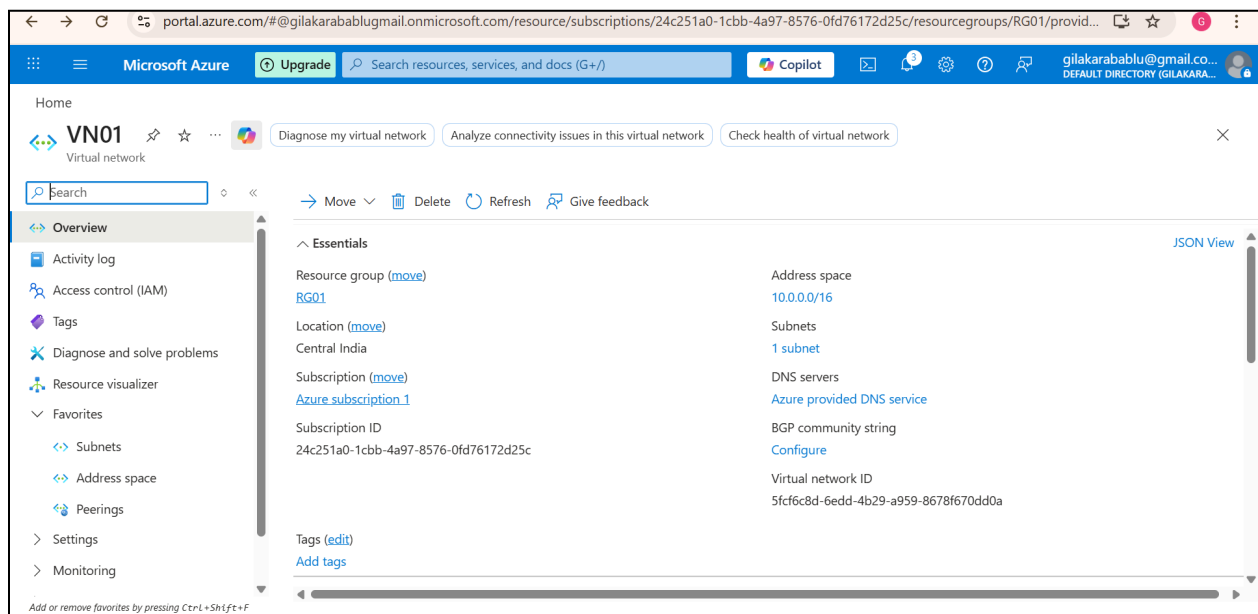 portal.azure.com/#@gilakarabablugmail.onmicrosoft.com/resource/subscriptions/24c251a0-1cbb-4a97-8576-0fd76172d25c/resourcegroups/RG01/provid...
G
Microsoft Azure
Upgrade
Search resources, services, and docs (G+/)
Copilot
3
gilakarabablu@gmail.co...
DEFAULT DIRECTORY (GILAKARA...
Home
VN01
Virtual network
Diagnose my virtual network
Analyze connectivity issues in this virtual network
Check health of virtual network
Search
Overview
Activity log
Access control (IAM)
Tags
Diagnose and solve problems
Resource visualizer
Favorites
Subnets
Address space
Peerings
Settings
Monitoring
Add or remove favorites by pressing Ctrl+Shift+F
Move
Delete
Refresh
Give feedback
Essentials
JSON View
Resource group (move)
RG01
Location (move)
Central India
Subscription (move)
Azure subscription 1
Subscription ID
24c251a0-1cbb-4a97-8576-0fd76172d25c
Address space
10.0.0.0/16
Subnets
1 subnet
DNS servers
Azure provided DNS service
BGP community string
Configure
Virtual network ID
5fcf6c8d-6edd-4b29-a959-8678f670dd0a
Tags (edit)
Add tags